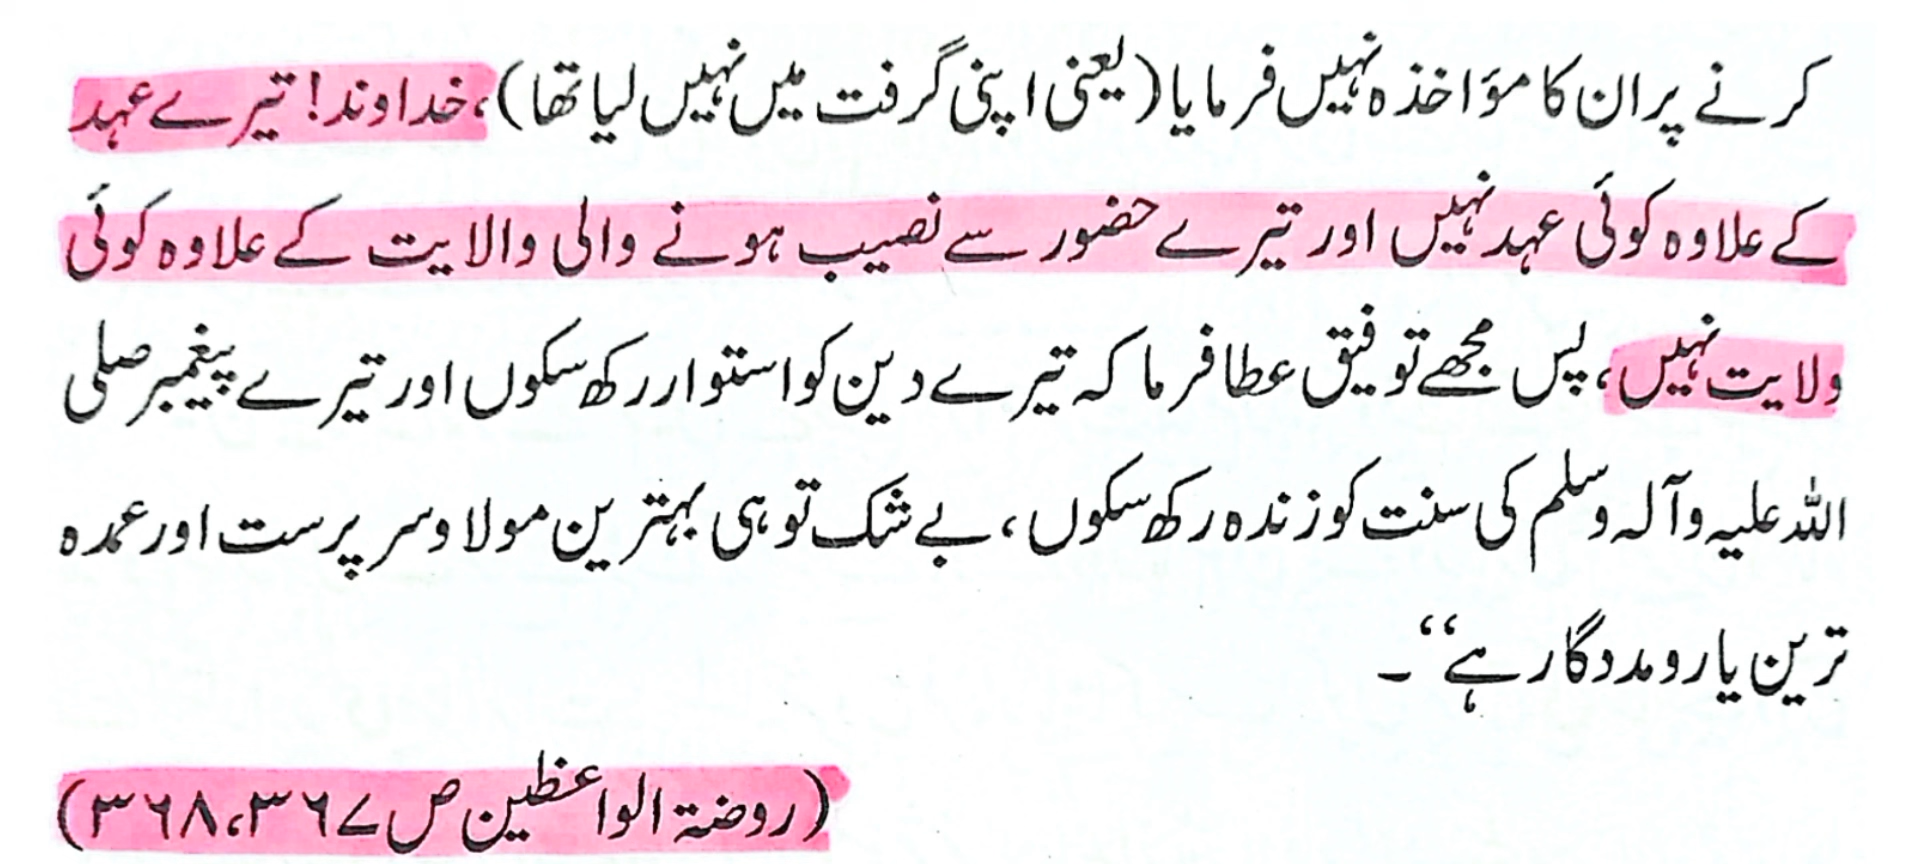 کرنے پر ان کا مؤاخذہ نہیں فرمایا (یعنی اپنی گرفت میں نہیں لیا تھا)، خداوند! تیرے عہد
کے علاوہ کوئی عہد نہیں اور تیرے حضور سے نصیب ہونے والی والایت کے علاوہ کوئی
ولایت نہیں، پس مجھے توفیق عطا فرما کہ تیرے دین کو استوار رکھ سکوں اور تیرے پیغمبر صلی
اللہ علیہ وآلہ وسلم کی سنت کو زندہ رکھ سکوں، بے شک تو ہی بہترین مولا و سرپرست اور عمدہ
ترین یار و مددگار ہے‘‘۔
(روضۃ الواعظین ص ۳۶۷،۳۶۸)